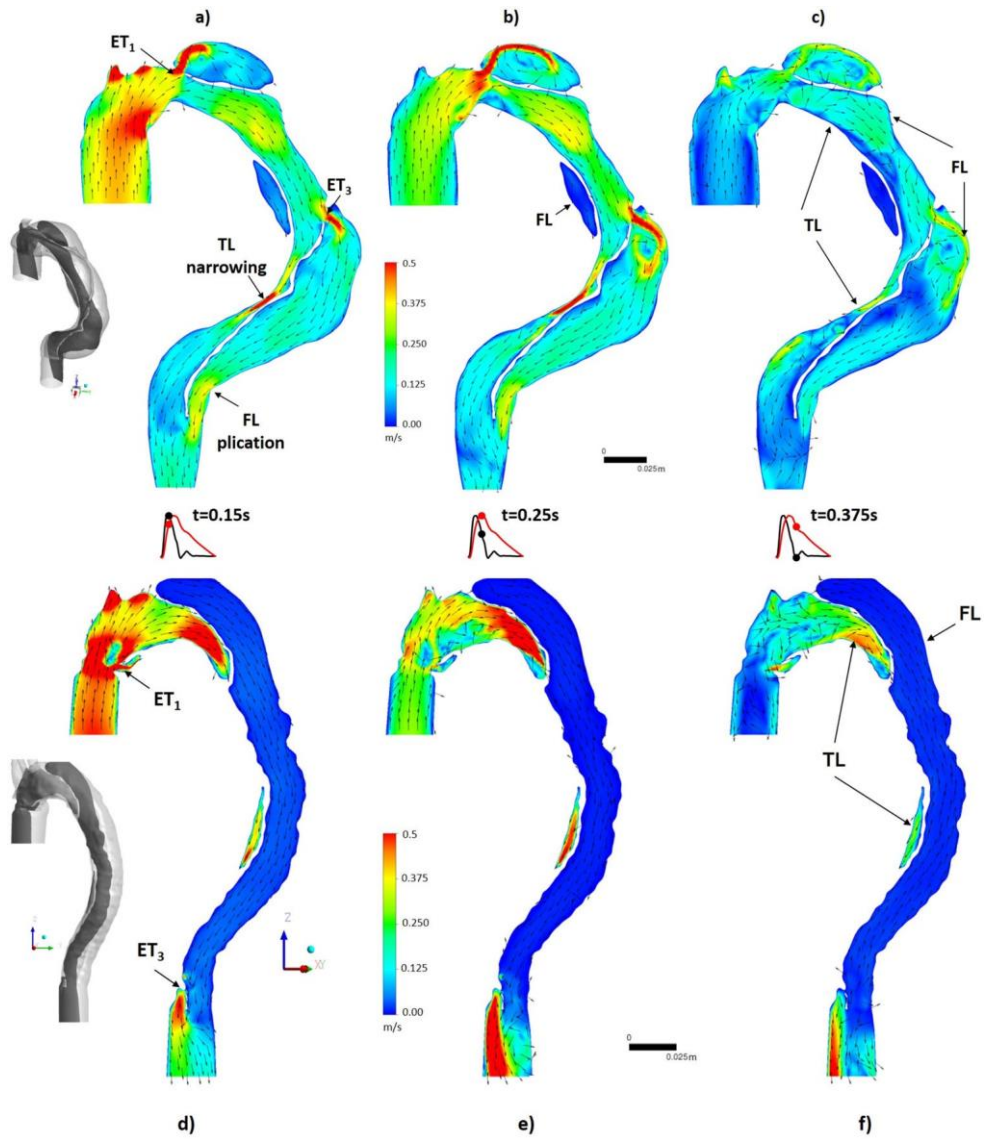 a)
b)
c)
ET1
ET3
TL
narrowing
FL
plication
FL
TL
FL
0.5
0.375
0.250
0.125
0.00
m/s
0
0.025m
t=0.15s
t=0.25s
t=0.375s
ET1
ET3
Z
XY
FL
TL
0.5
0.375
0.250
0.125
0.00
m/s
0
0.025m
d)
e)
f)